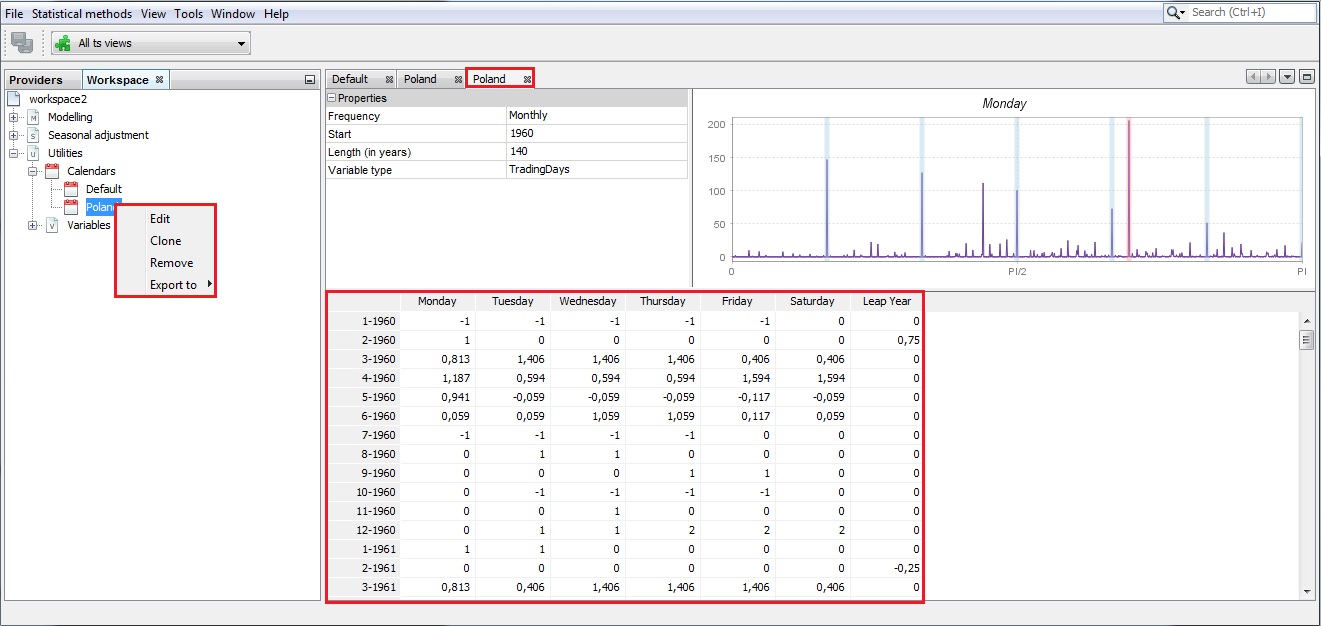 File Statistical methods View Tools Window Help
Search (Ctrl+I)
All ts views
Providers Workspace
workspace2
M Modelling
S Seasonal adjustment
U Utilities
Calendars
Default
Poland
V Variables
Edit
Clone
Remove
Export to
Default Poland Poland
Properties
Frequency Monthly
Start 1960
Length (in years) 140
Variable type TradingDays
Monday
200
150
100
50
0
0 PI/2 PI
Monday Tuesday Wednesday Thursday Friday Saturday Leap Year
1-1960 -1 -1 -1 -1 -1 0 0
2-1960 1 0 0 0 0 0 0,75
3-1960 0,813 1,406 1,406 1,406 0,406 0,406 0
4-1960 1,187 0,594 0,594 0,594 1,594 1,594 0
5-1960 0,941 -0,059 -0,059 -0,059 -0,117 -0,059 0
6-1960 0,059 0,059 1,059 1,059 0,117 0,059 0
7-1960 -1 -1 -1 -1 0 0 0
8-1960 0 1 1 0 0 0 0
9-1960 0 0 0 1 1 0 0
10-1960 0 -1 -1 -1 -1 0 0
11-1960 0 0 1 0 0 0 0
12-1960 0 1 1 2 2 2 0
1-1961 1 1 0 0 0 0 0
2-1961 0 0 0 0 0 0 -0,25
3-1961 0,813 0,406 1,406 1,406 1,406 0,406 0